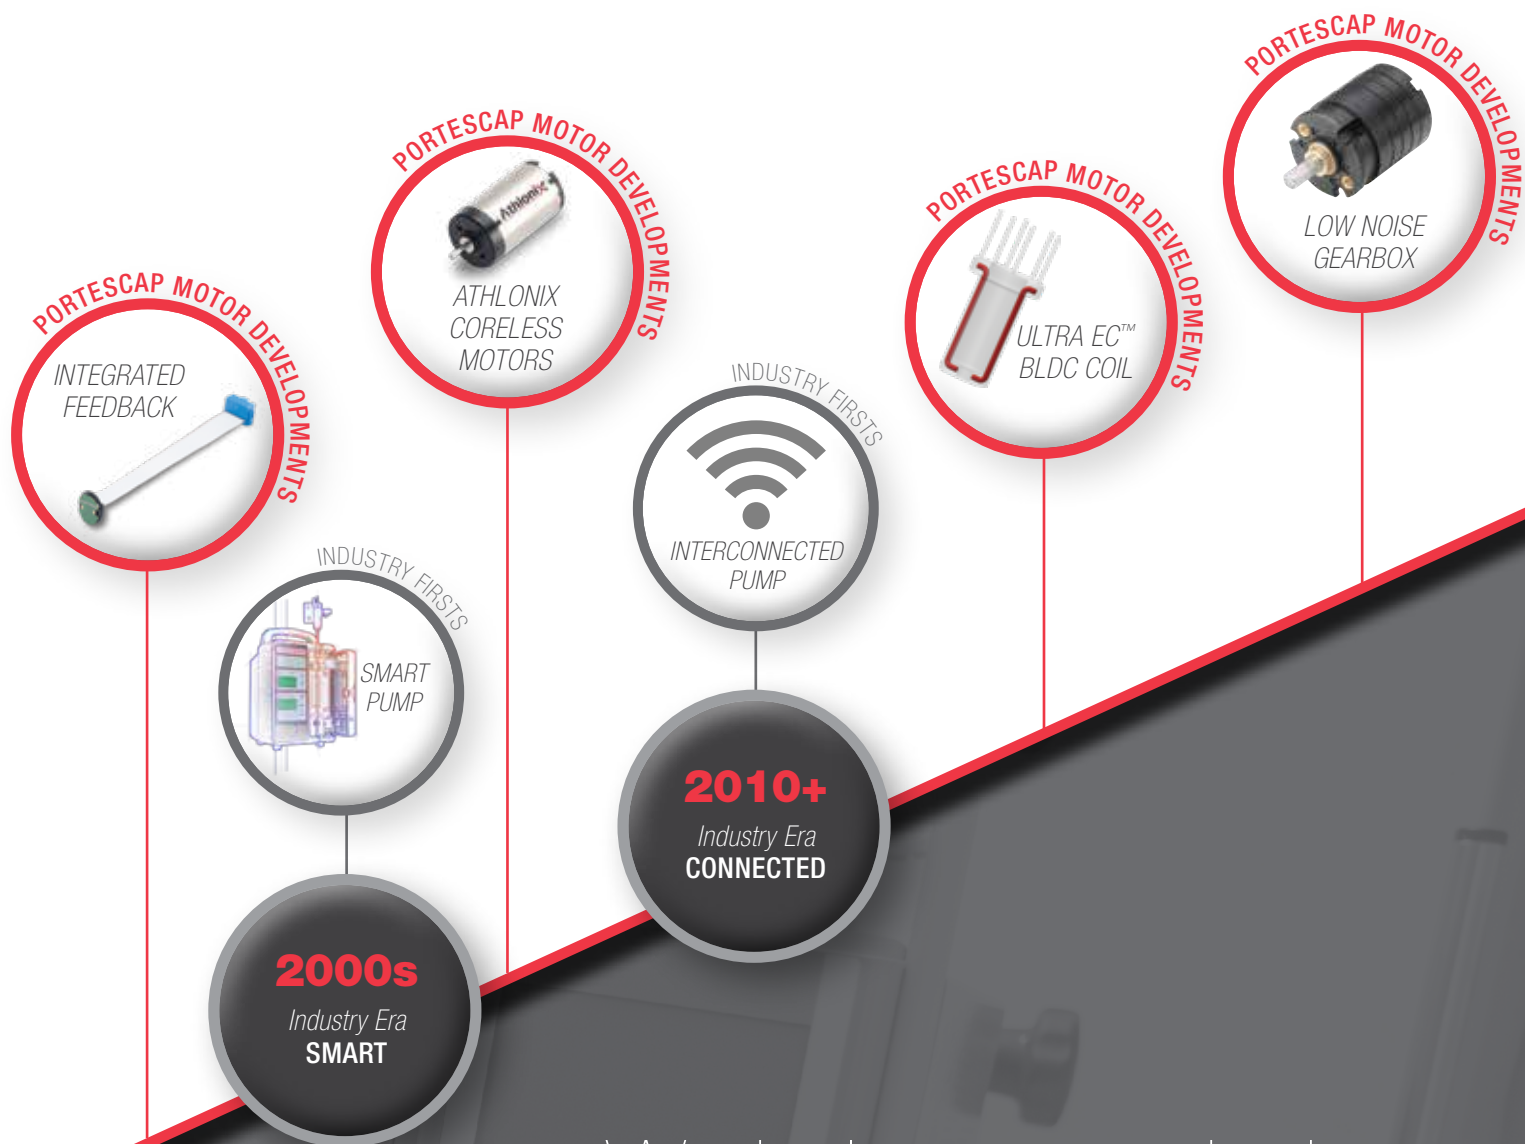 PORTESCAP MOTOR DEVELOPMENTS
INTEGRATED
FEEDBACK
INDUSTRY FIRSTS
SMART
PUMP
2000s
Industry Era
SMART
PORTESCAP MOTOR DEVELOPMENTS
Athlonix
ATHLONIX
CORELESS
MOTORS
INDUSTRY FIRSTS
INTERCONNECTED
PUMP
2010+
Industry Era
CONNECTED
PORTESCAP MOTOR DEVELOPMENTS
ULTRA EC™
BLDC COIL
PORTESCAP MOTOR DEVELOPMENTS
LOW NOISE
GEARBOX